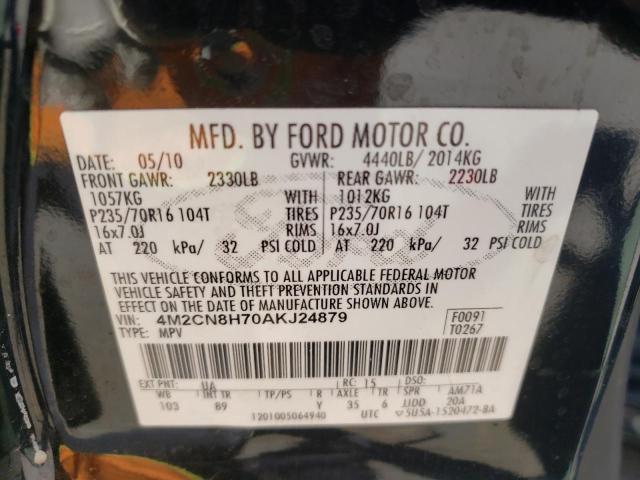 MFD. BY FORD MOTOR CO.
DATE: 05/10 GVWR: 4440LB/ 2014KG
FRONT GAWR: 2330LB REAR GAWR: 2230LB
1057KG WITH 1012KG WITH
P235/70R16 104T TIRES P235/70R16 104T TIRES
16x7.0J RIMS 16x7.0J RIMS
AT 220 kPa/ 32 PSI COLD AT 220 kPa/ 32 PSI COLD
THIS VEHICLE CONFORMS TO ALL APPLICABLE FEDERAL MOTOR
VEHICLE SAFETY AND THEFT PREVENTION STANDARDS IN
EFFECT ON THE DATE OF MANUFACTURE SHOWN ABOVE.
VIN: 4M2CN8H70AKJ24879 F0091
TYPE: MPV T0267
EXT PNT: UA RC: 15 AM71A
WB INT TR TP/PS R AXLE TR SPR 20A
103 89 Y 35 6 JJDD
1201005064940 UTC 5U5A-1520472-BA
Ford